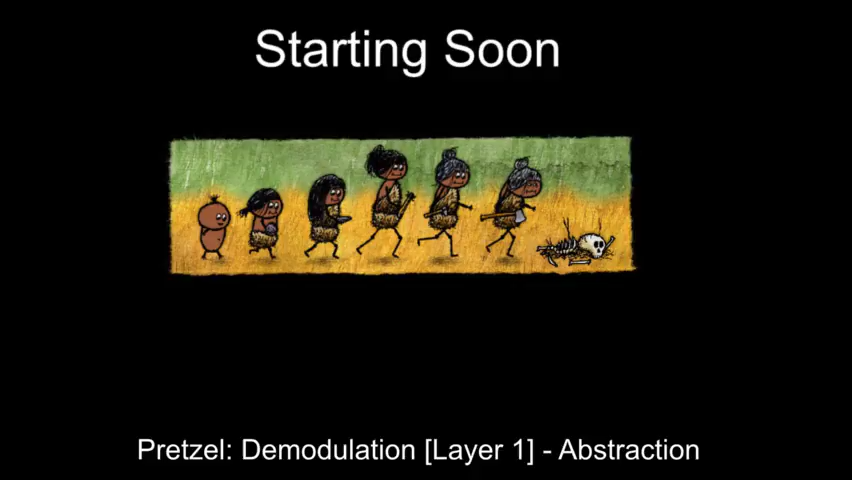 Starting Soon
Pretzel: Demodulation [Layer 1] - Abstraction